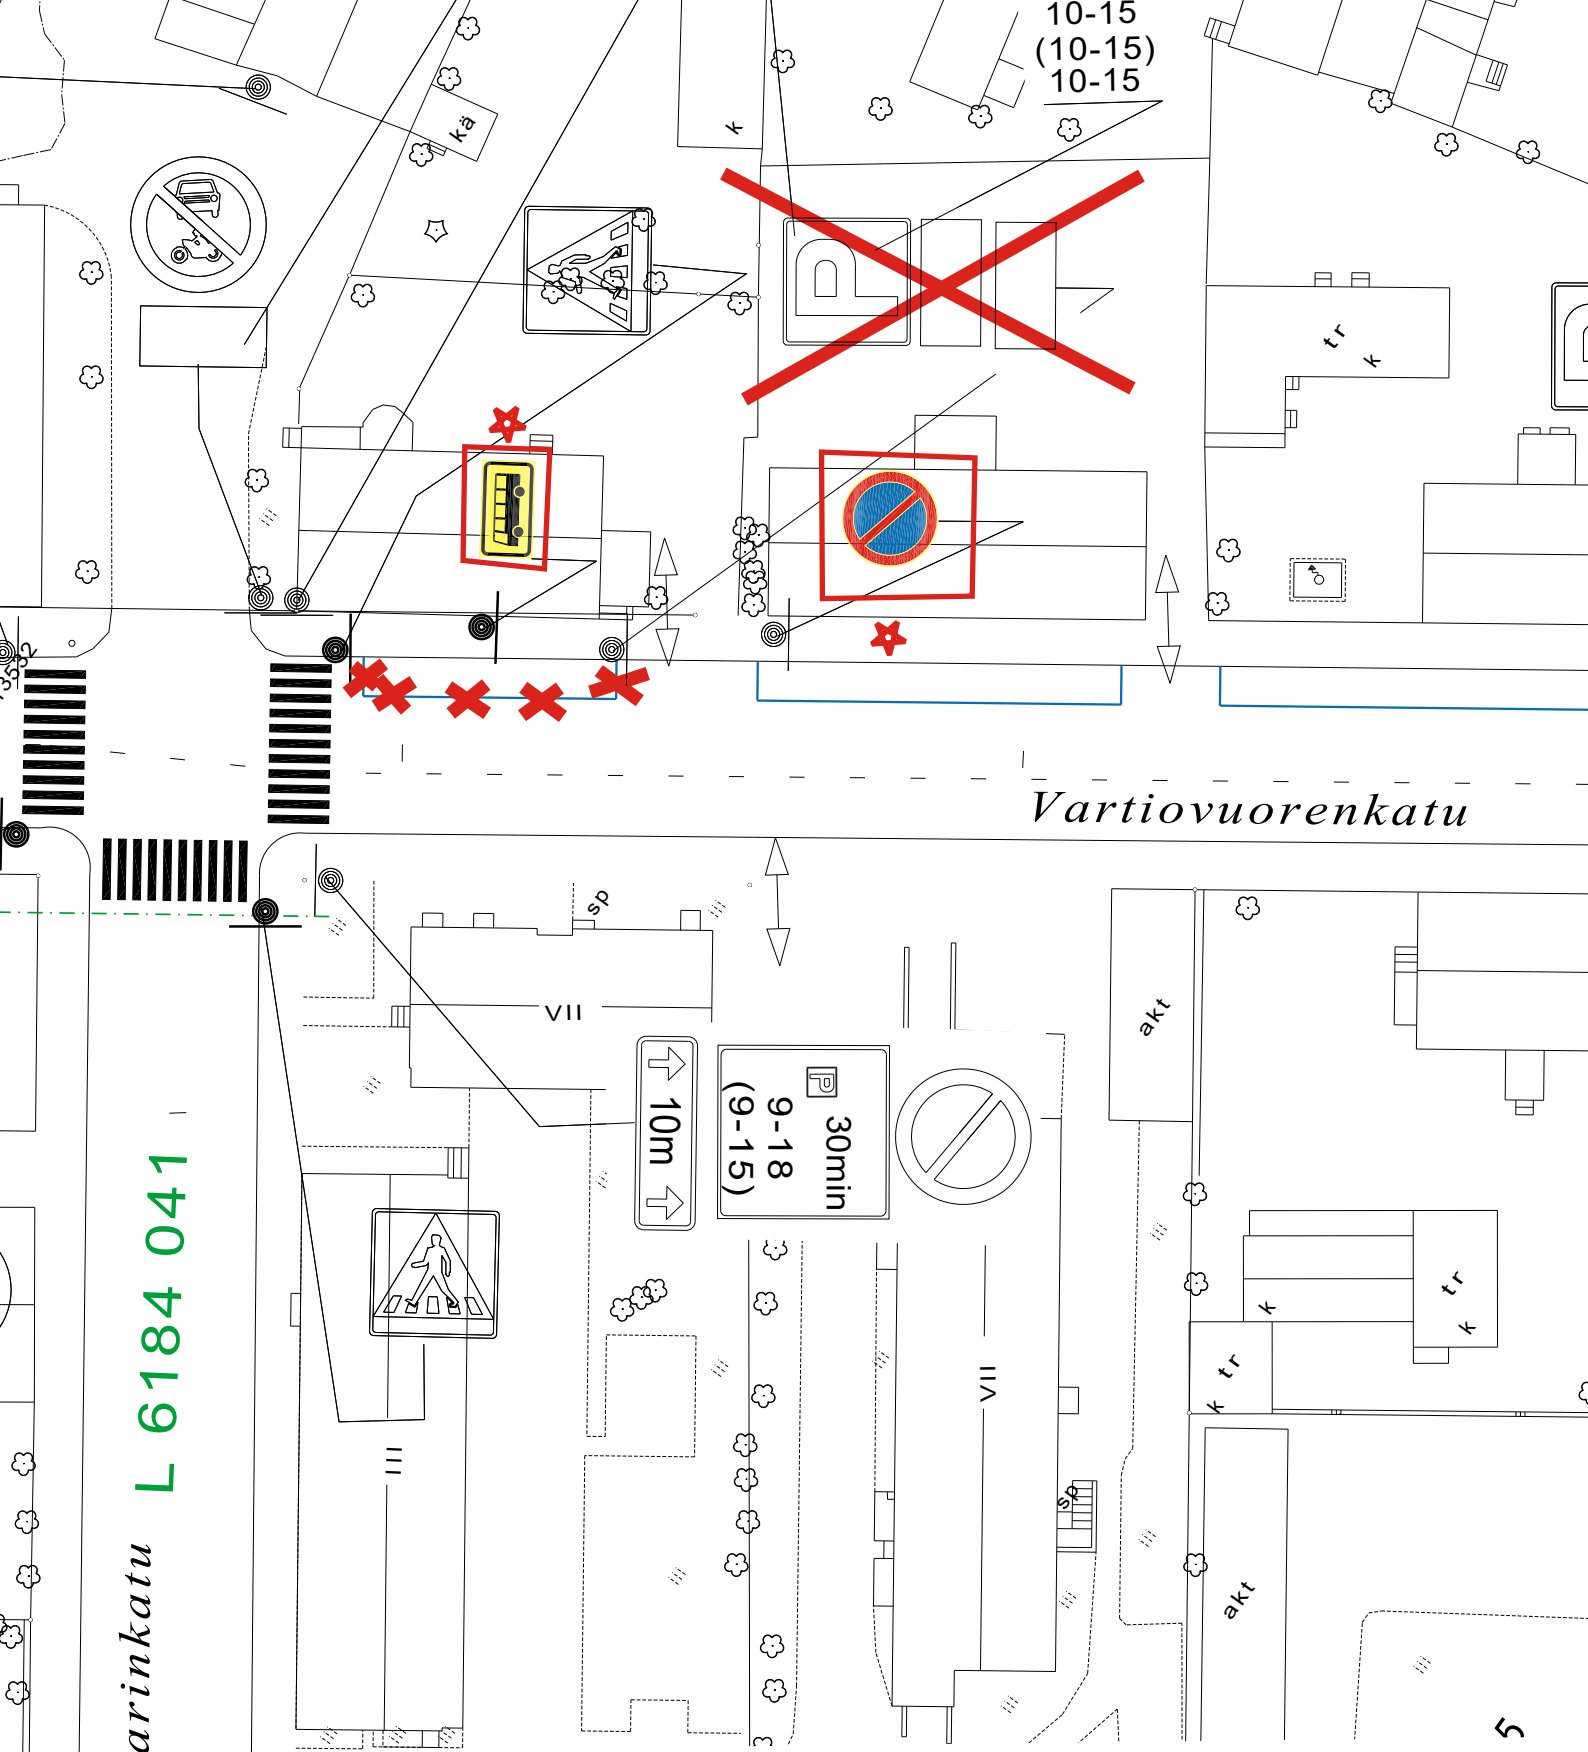 10-15
(10-15)
10-15
kä
k
P
tr
k
P
Vartiovuorenkatu
sp
VII
akt
10m
P
30min
9-18
(9-15)
L 6184 041
tr
k
k
tr
k
VII
III
sp
akt
arinkatu
5